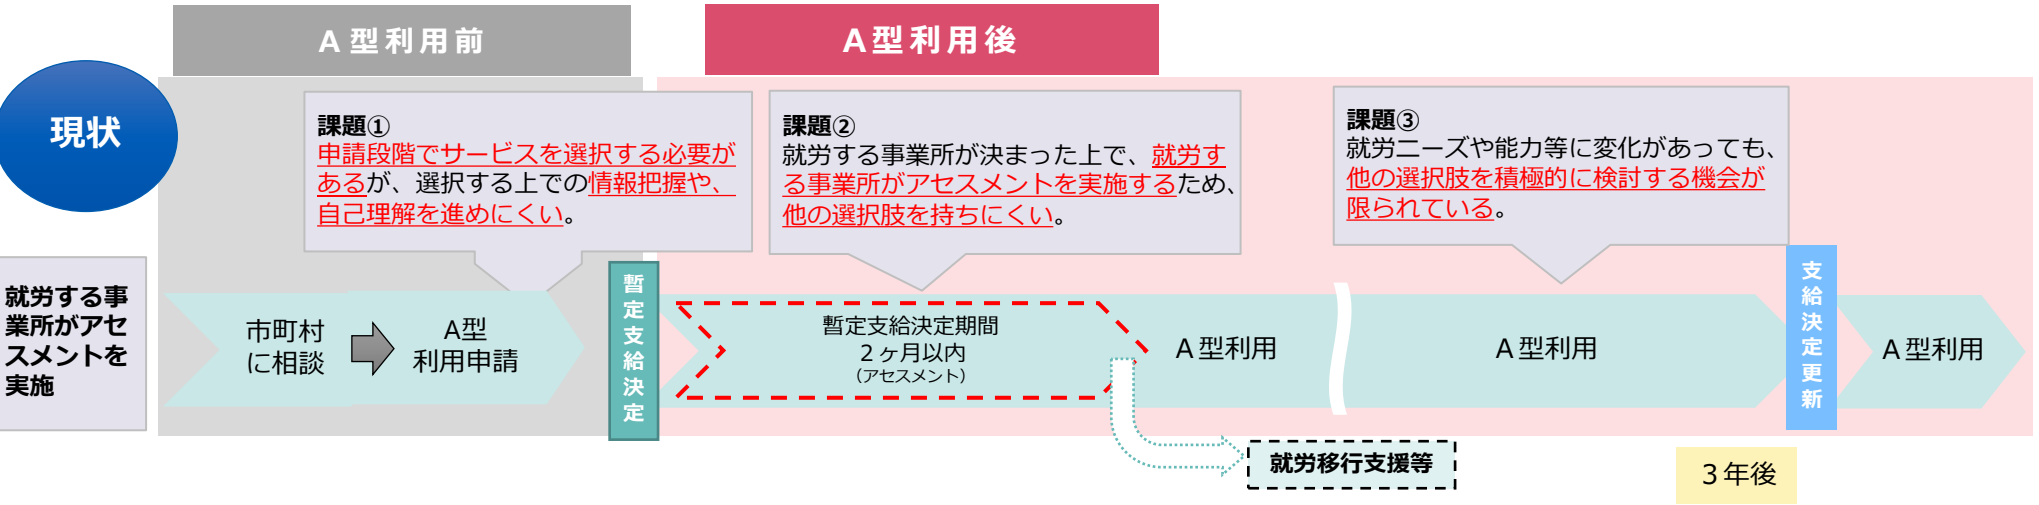 Ａ型利用前
Ａ型利用後
現状
課題①
申請段階でサービスを選択する必要が
あるが、選択する上での情報把握や、
自己理解を進めにくい。
課題②
就労する事業所が決まった上で、就労す
る事業所がアセスメントを実施するため、
他の選択肢を持ちにくい。
課題③
就労ニーズや能力等に変化があっても、
他の選択肢を積極的に検討する機会が
限られている。
就労する事
業所がアセ
スメントを
実施
市町村
に相談
A型
利用申請
暫定支給決定
暫定支給決定期間
２ヶ月以内
（アセスメント）
Ａ型利用
Ａ型利用
支給決定更新
Ａ型利用
就労移行支援等
３年後